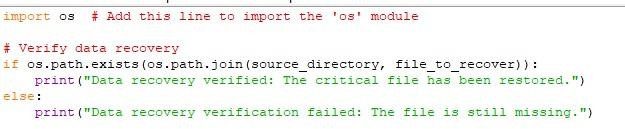 import os  # Add this line to import the 'os' module
# Verify data recovery
if os.path.exists(os.path.join(source_directory, file_to_recover)):
    print("Data recovery verified: The critical file has been restored.")
else:
    print("Data recovery verification failed: The file is still missing.")